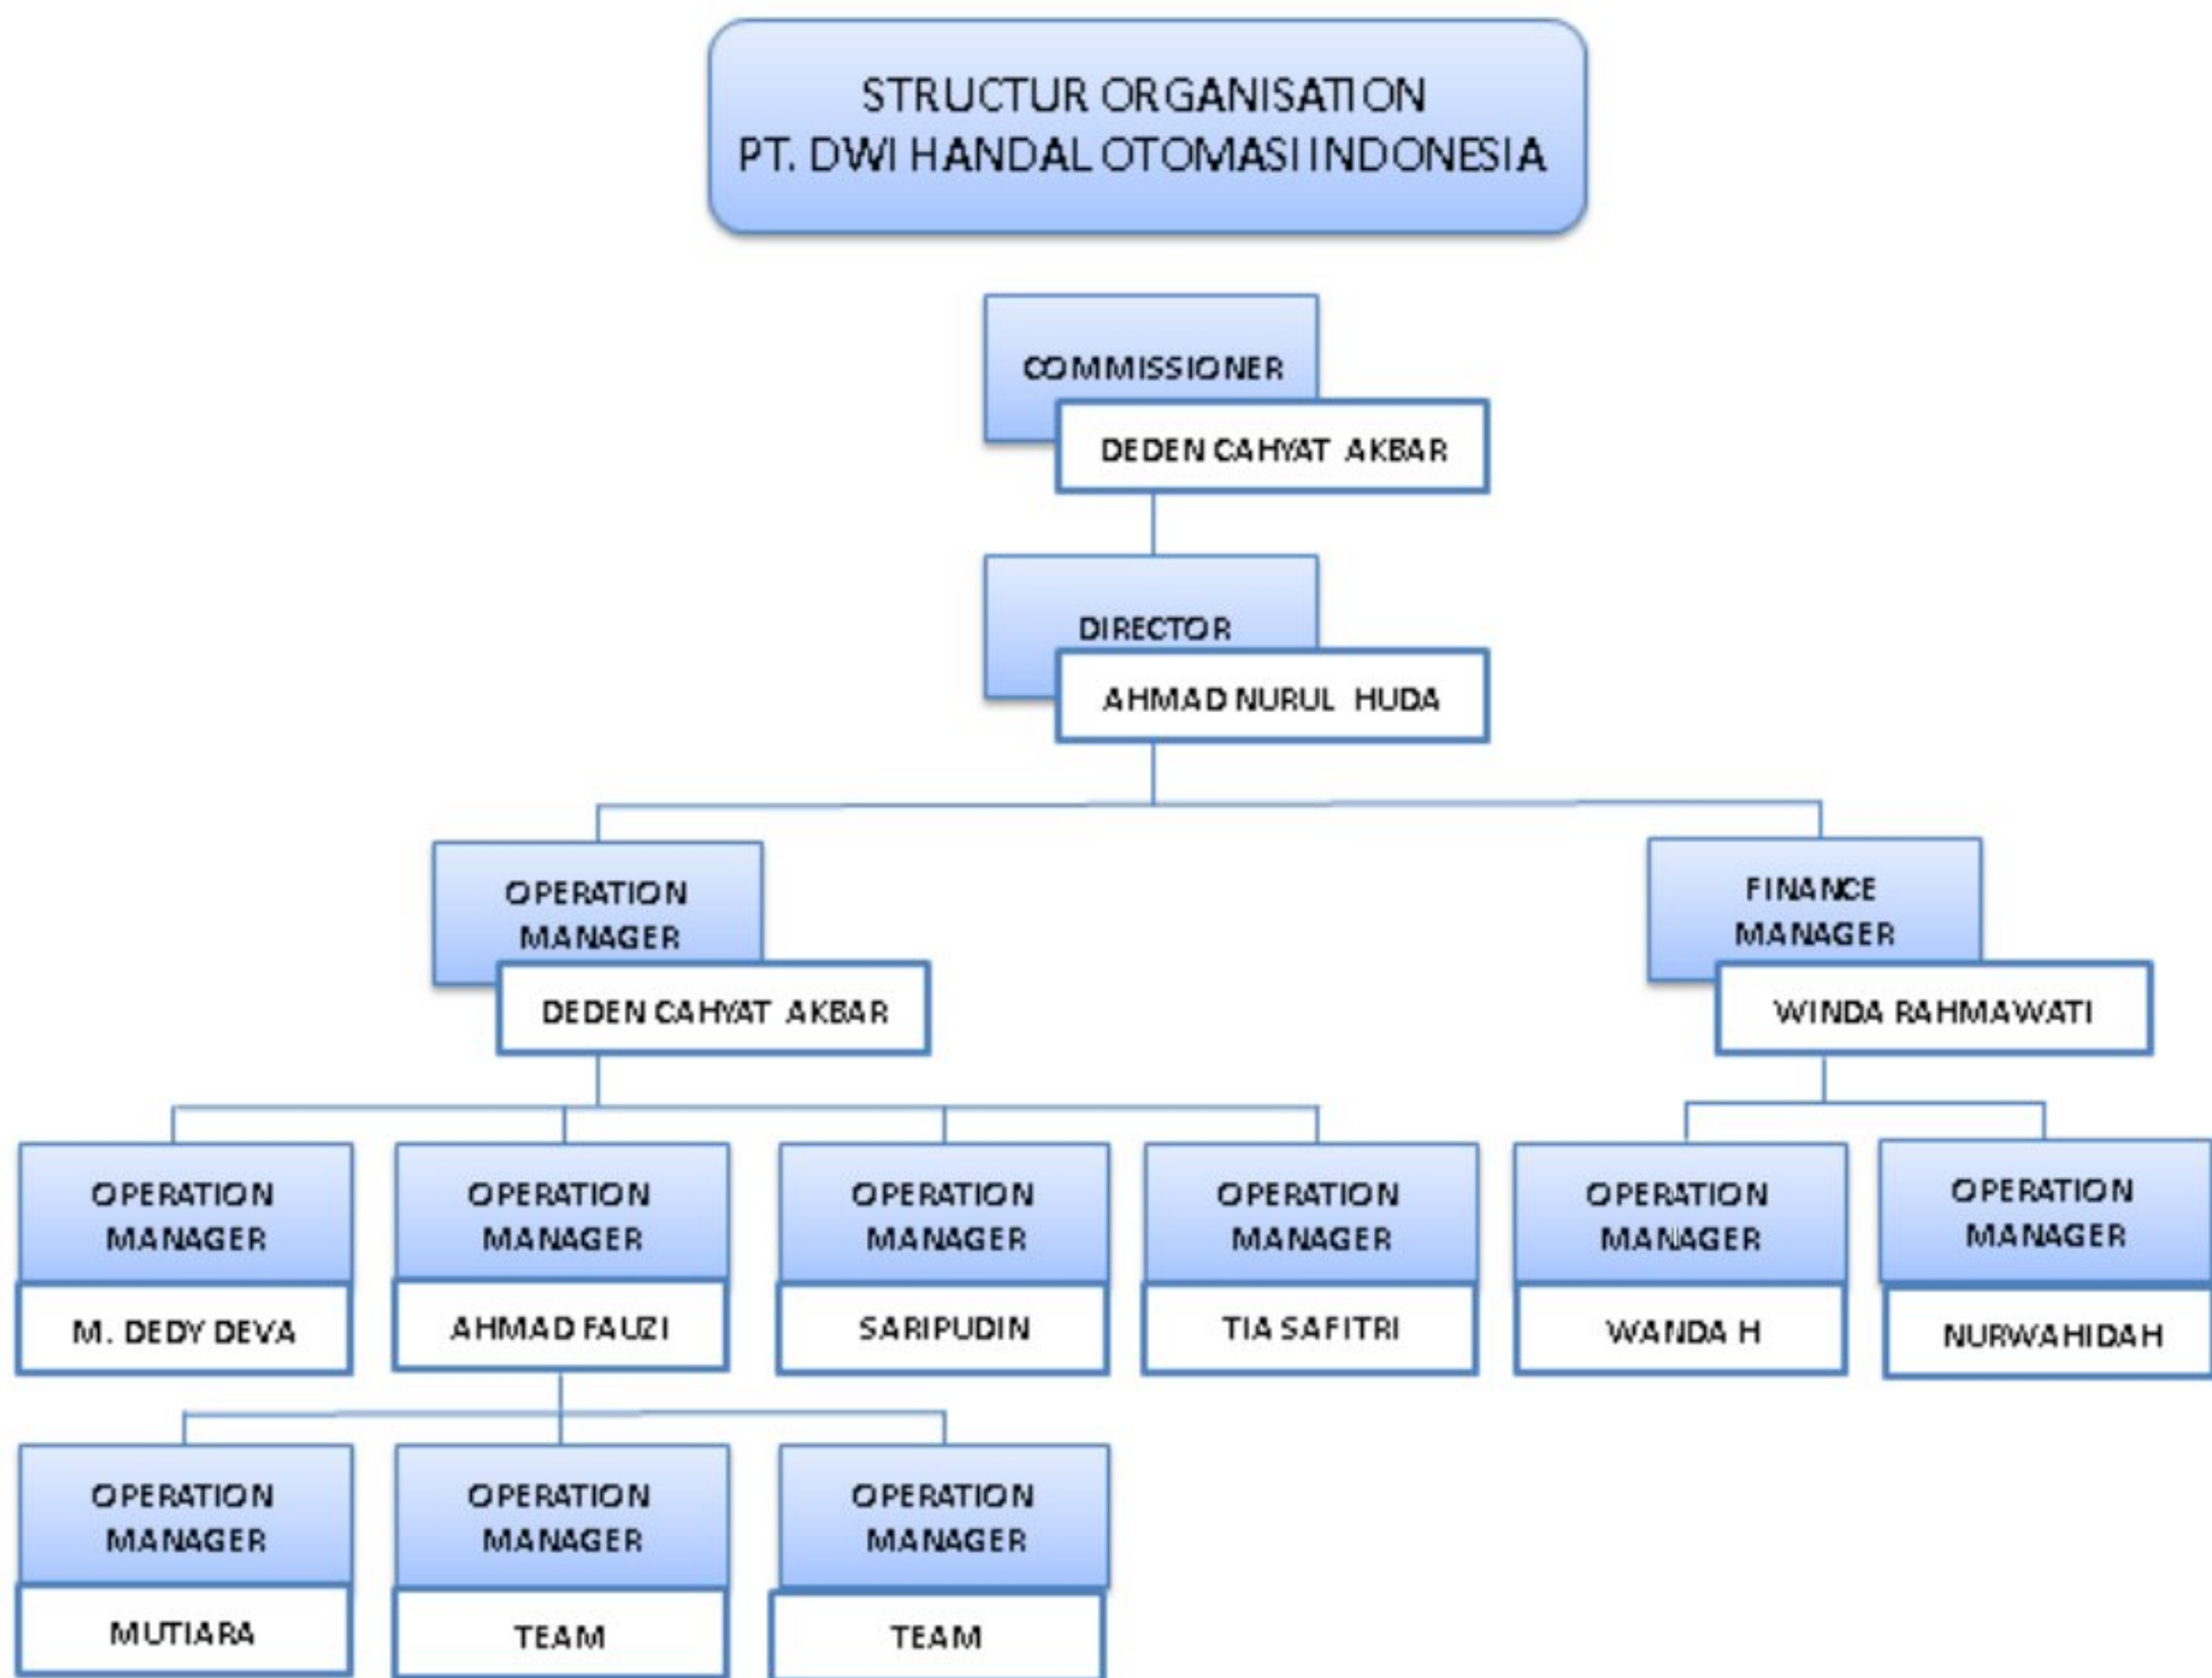 STRUCTUR ORGANISATION
PT. DWI HANDAL OTOMASI INDONESIA
COMMISSIONER
DEDEN CAHYAT AKBAR
DIRECTOR
AHMAD NURUL HUDA
OPERATION
MANAGER
DEDEN CAHYAT AKBAR
FINANCE
MANAGER
WINDA RAHMAWATI
OPERATION
MANAGER
M. DEDY DEVA
OPERATION
MANAGER
AHMAD FAUZI
OPERATION
MANAGER
SARIPUDIN
OPERATION
MANAGER
TIA SAFITRI
OPERATION
MANAGER
WANDA H
OPERATION
MANAGER
NURWAHIDAH
OPERATION
MANAGER
MUTIARA
OPERATION
MANAGER
TEAM
OPERATION
MANAGER
TEAM